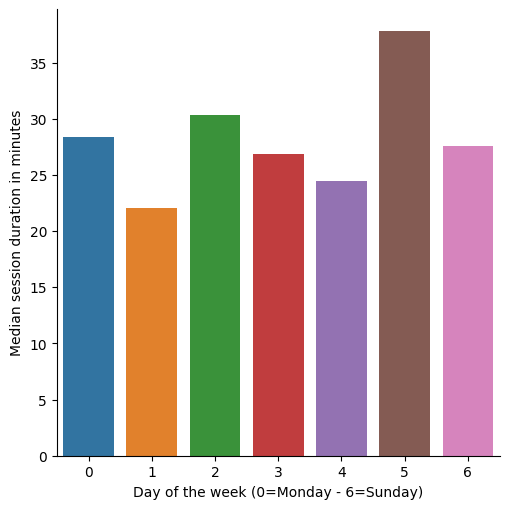 Median session duration in minutes
35
30
25
20
15
10
5
0
0 1 2 3 4 5 6
Day of the week (0=Monday - 6=Sunday)